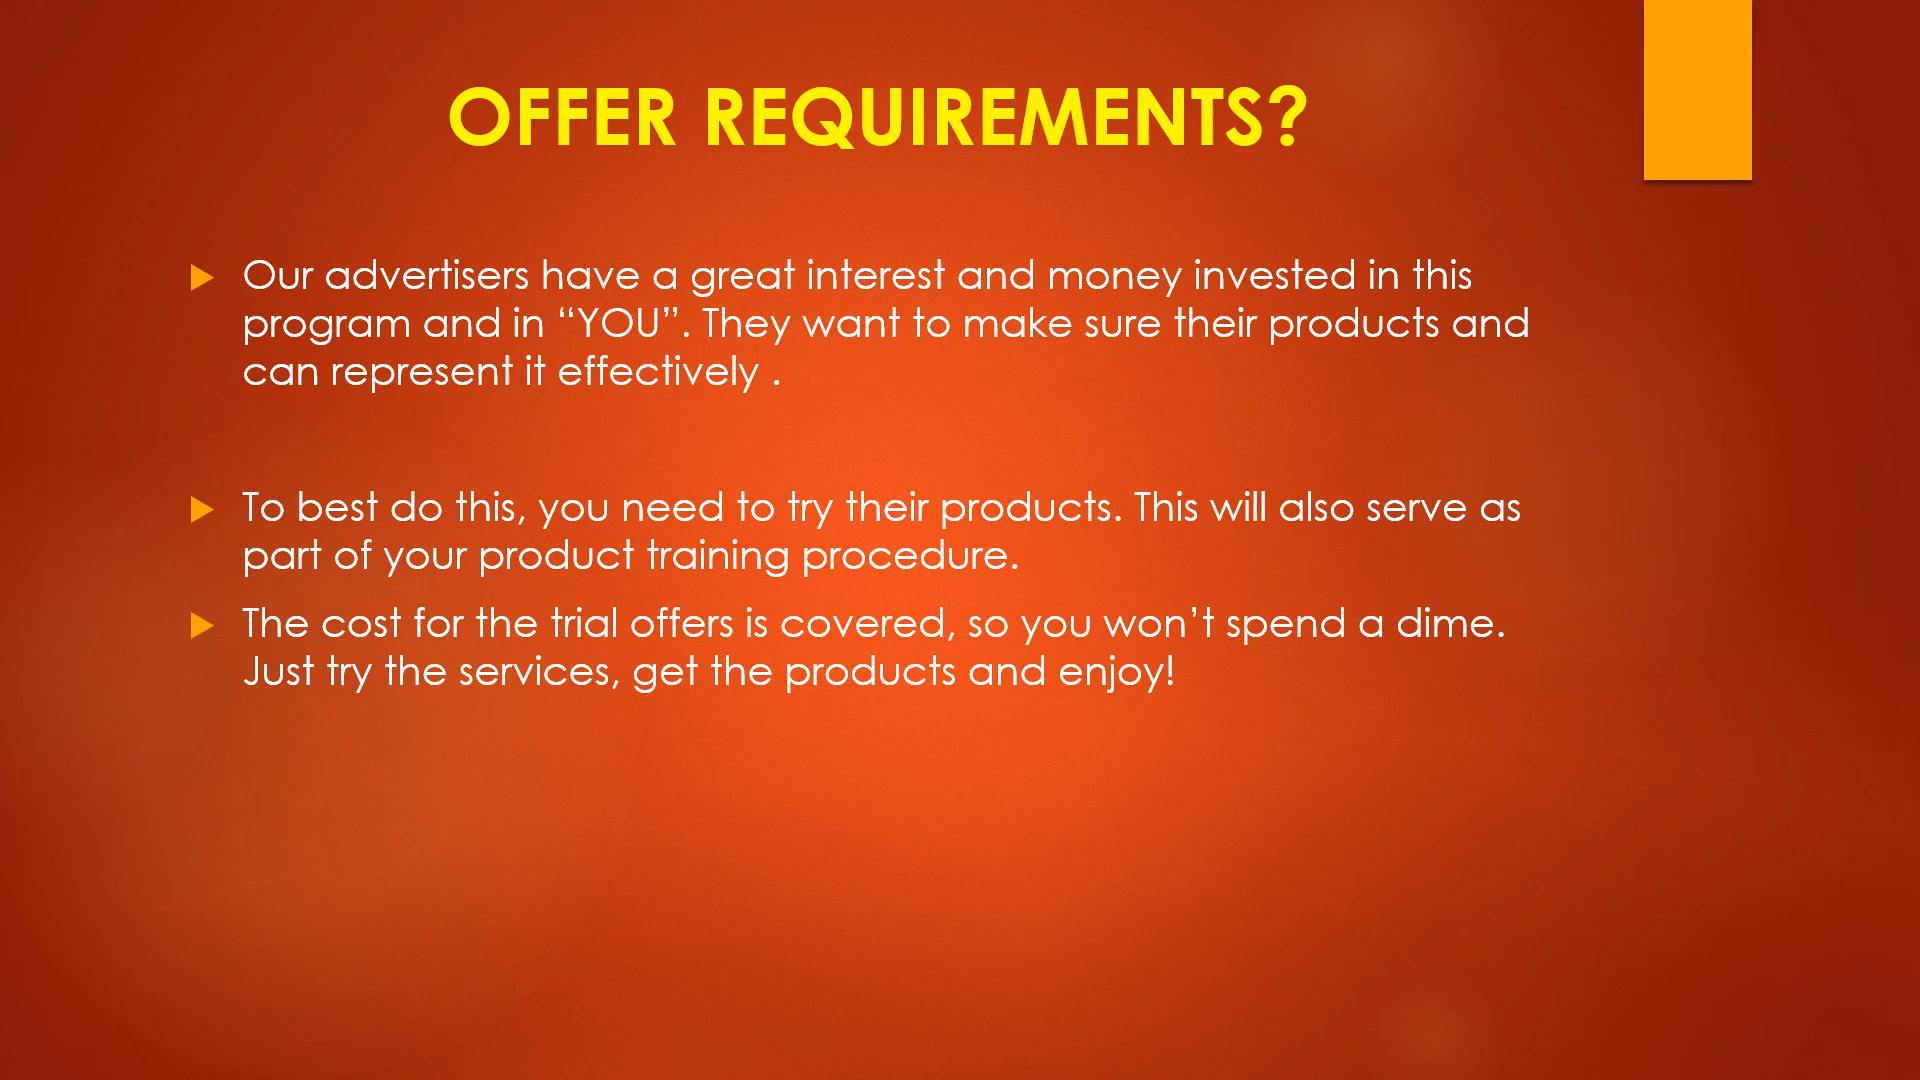 OFFER REQUIREMENTS?
Our advertisers have a great interest and money invested in this
program and in “YOU”. They want to make sure their products and
can represent it effectively .
To best do this, you need to try their products. This will also serve as
part of your product training procedure.
The cost for the trial offers is covered, so you won’t spend a dime.
Just try the services, get the products and enjoy!